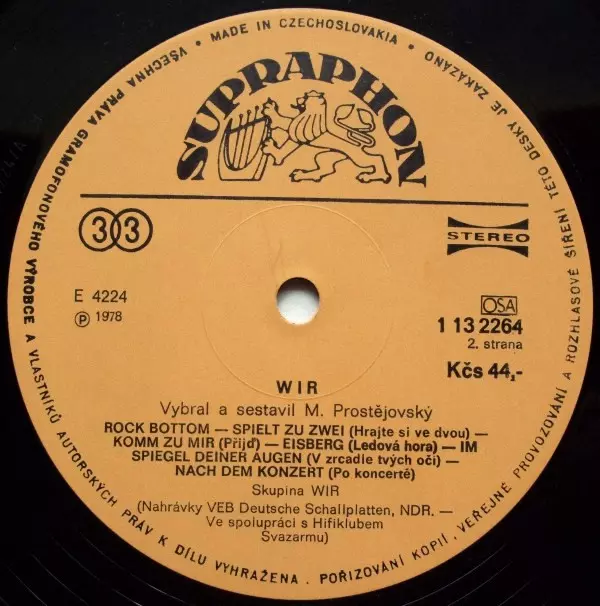 • MADE IN CZECHOSLOVAKIA •
VŠECHNA PRÁVA GRAMOFONOVÉHO VÝROBCE A VLASTNÍKŮ AUTORSKÝCH PRÁV K DÍLU VYHRAŽENA. POŘIZOVÁNÍ KOPIÍ, VEŘEJNÉ PROVOZOVÁNÍ A ROZHLASOVÉ ŠÍŘENÍ TÉTO DESKY JE ZAKÁZÁNO
SUPRAPHON
33
STEREO
E 4224
Ⓟ 1978
OSA
1 13 2264
2. strana
Kčs 44,-
WIR
Vybral a sestavil M. Prostějovský
ROCK BOTTOM — SPIELT ZU ZWEI (Hrajte si ve dvou) —
KOMM ZU MIR (Přijď) — EISBERG (Ledová hora) — IM
SPIEGEL DEINER AUGEN (V zrcadle tvých očí) —
NACH DEM KONZERT (Po koncertě)
Skupina WIR
(Nahrávky VEB Deutsche Schallplatten, NDR. —
Ve spolupráci s Hifiklubem
Svazarmu)